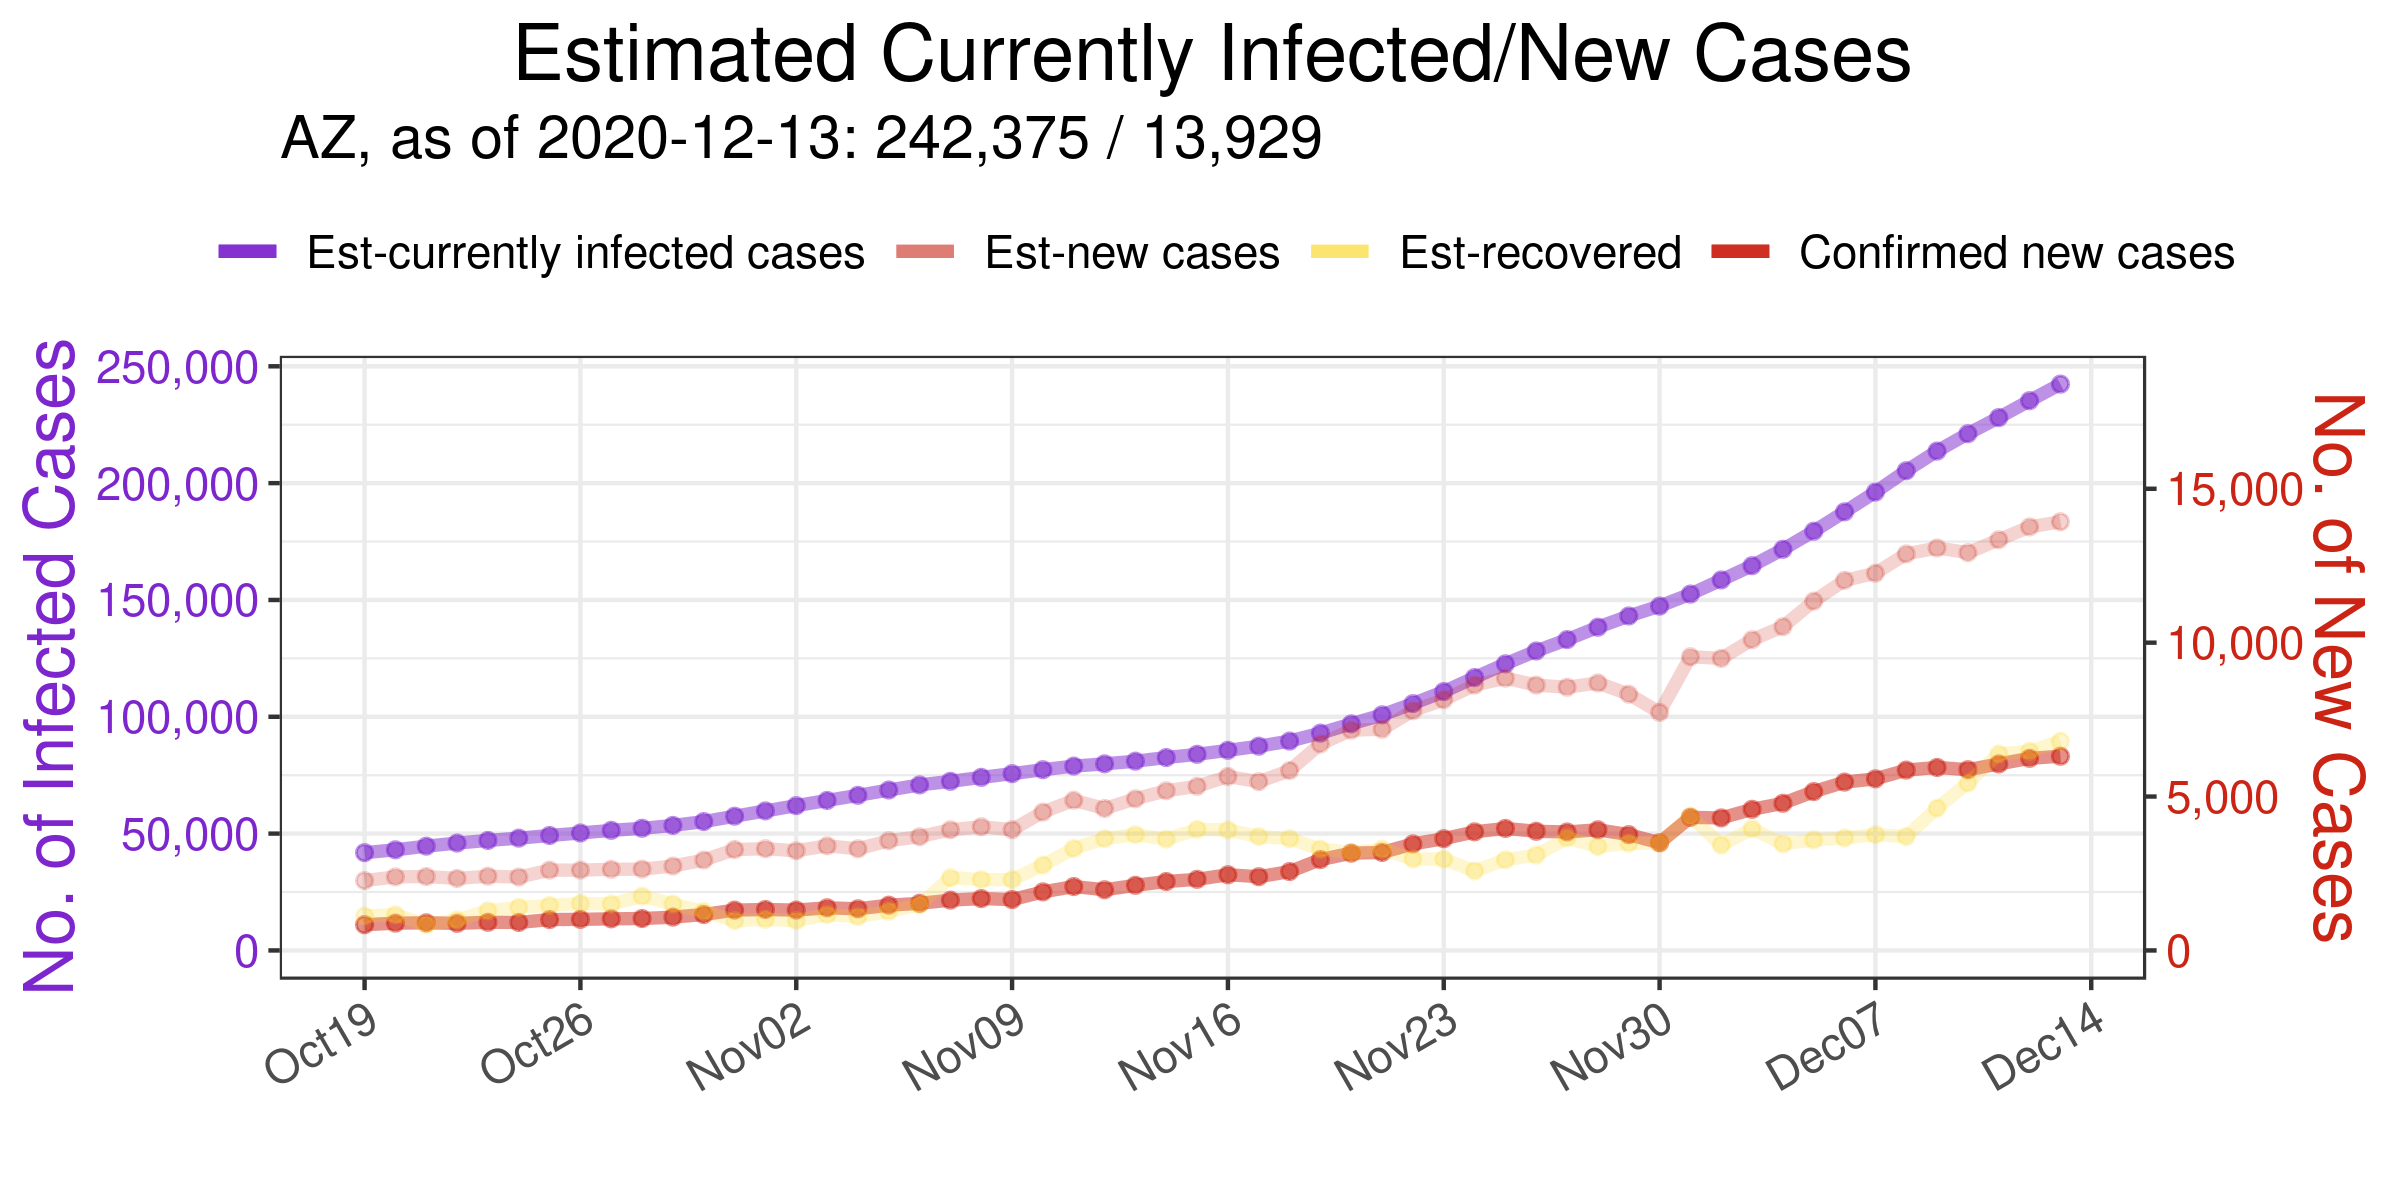 Estimated Currently Infected/New Cases
AZ, as of 2020-12-13: 242,375 / 13,929
Est-currently infected cases Est-new cases Est-recovered Confirmed new cases
No. of Infected Cases
250,000
200,000
150,000
100,000
50,000
0
15,000
10,000
5,000
0
No. of New Cases
Oct19 Oct26 Nov02 Nov09 Nov16 Nov23 Nov30 Dec07 Dec14